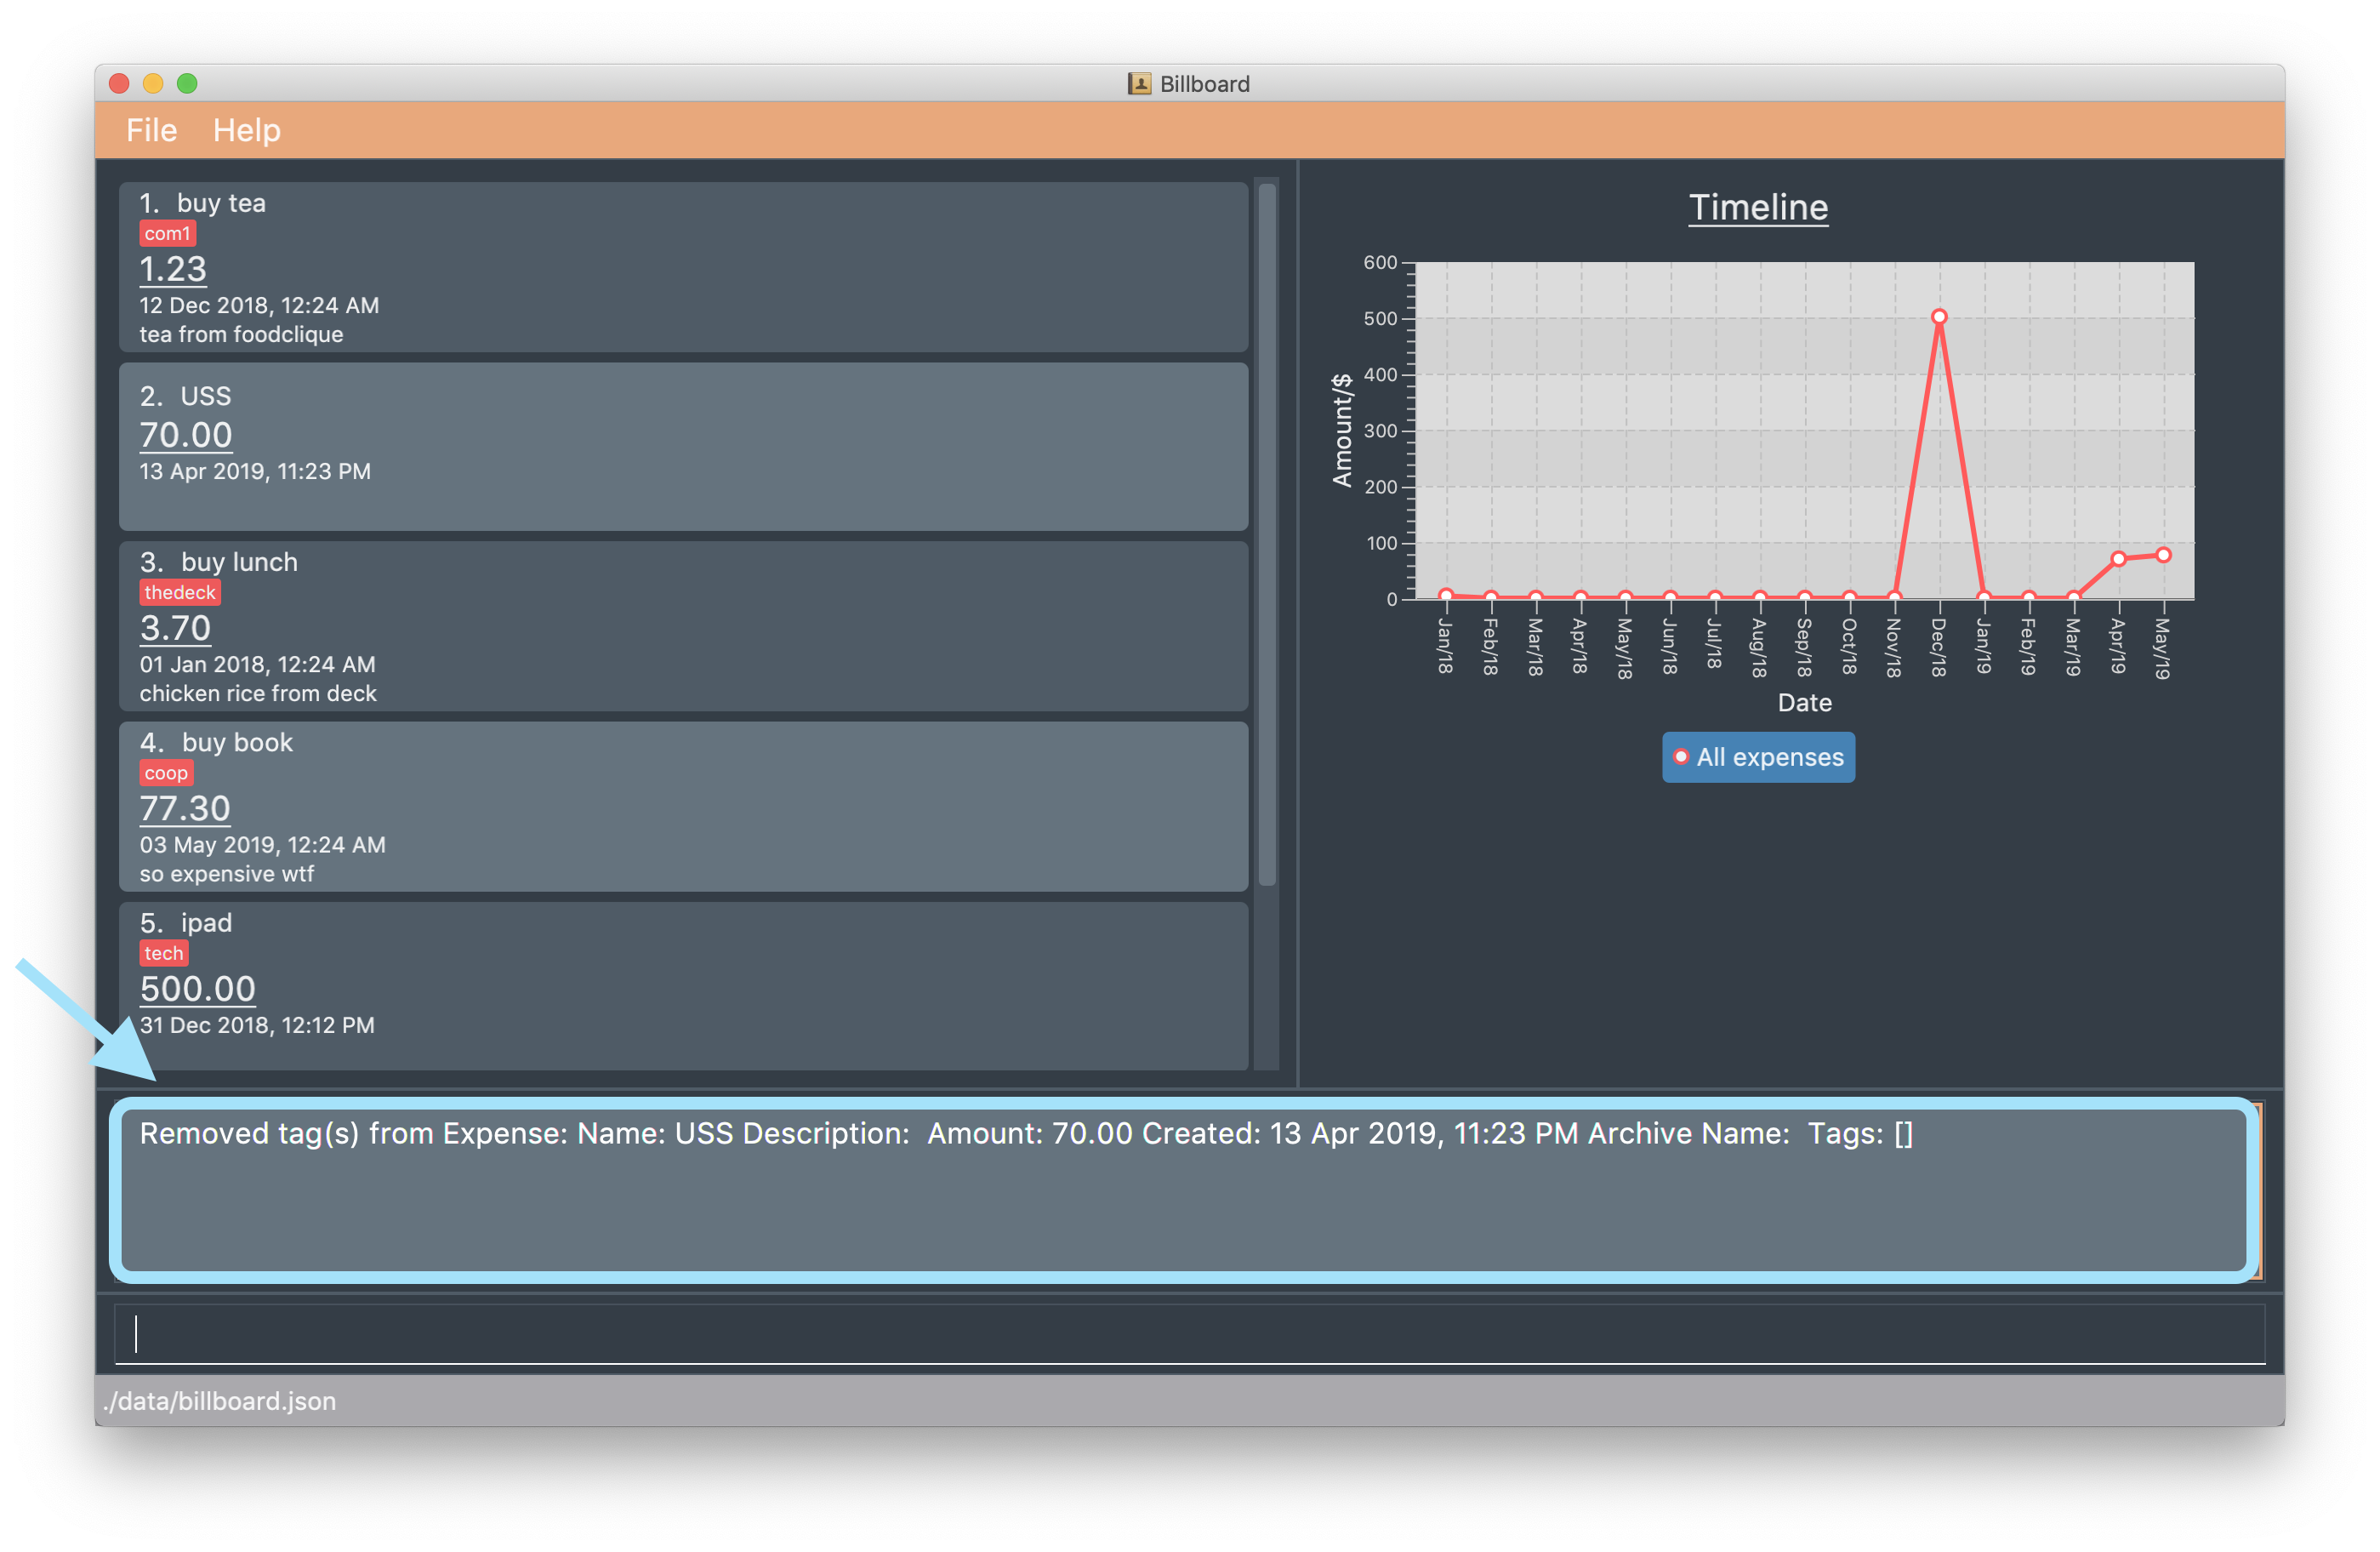 Billboard
File Help
1. buy tea
com1
1.23
12 Dec 2018, 12:24 AM
tea from foodclique
2. USS
70.00
13 Apr 2019, 11:23 PM
3. buy lunch
thedeck
3.70
01 Jan 2018, 12:24 AM
chicken rice from deck
4. buy book
coop
77.30
03 May 2019, 12:24 AM
so expensive wtf
5. ipad
tech
500.00
31 Dec 2018, 12:12 PM
Timeline
Amount/$
600
500
400
300
200
100
0
Jan/18
Feb/18
Mar/18
Apr/18
May/18
Jun/18
Jul/18
Aug/18
Sep/18
Oct/18
Nov/18
Dec/18
Jan/19
Feb/19
Mar/19
Apr/19
May/19
Date
All expenses
Removed tag(s) from Expense: Name: USS Description:  Amount: 70.00 Created: 13 Apr 2019, 11:23 PM Archive Name:  Tags: []
./data/billboard.json